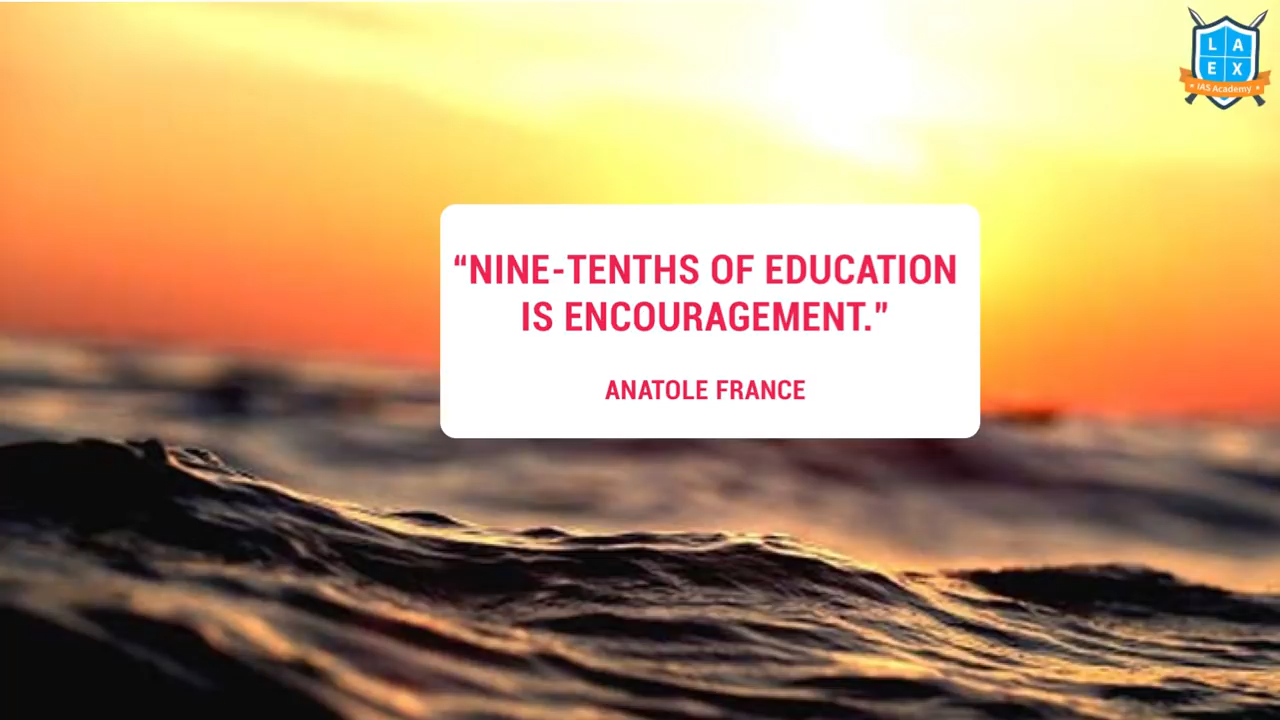 L A
E X
IAS Academy
“NINE-TENTHS OF EDUCATION
IS ENCOURAGEMENT.”
ANATOLE FRANCE